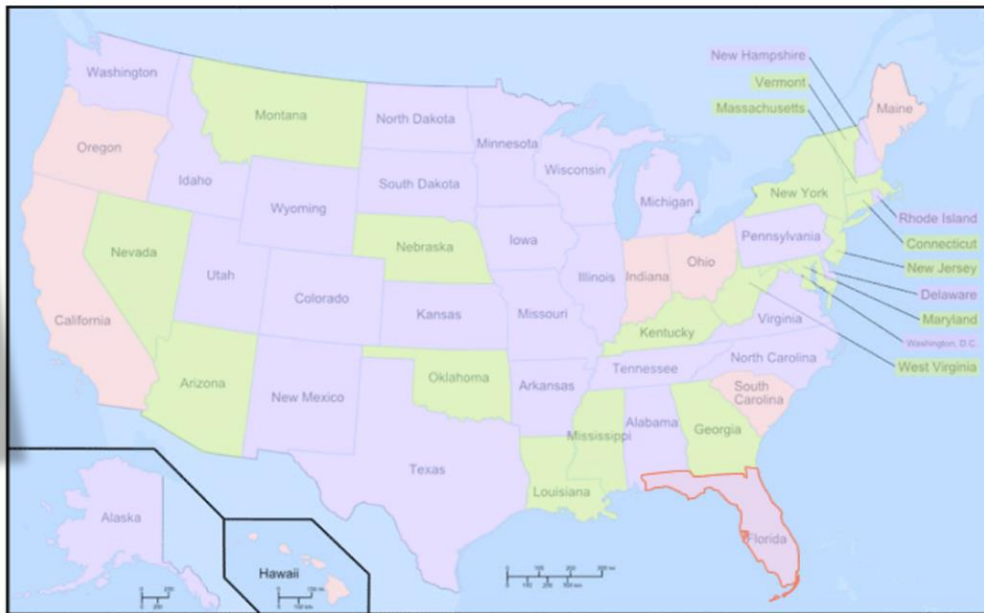 New Hampshire
Vermont
Massachusetts
Washington
Montana
North Dakota
Minnesota
Maine
Oregon
Idaho
South Dakota
Wisconsin
Michigan
New York
Wyoming
Rhode Island
Nevada
Nebraska
Iowa
Pennsylvania
Connecticut
Utah
Colorado
Illinois
Indiana
Ohio
New Jersey
Delaware
California
Kansas
Missouri
Kentucky
Virginia
Maryland
Washington, D.C.
Arizona
Oklahoma
Tennessee
North Carolina
West Virginia
New Mexico
Arkansas
South
Carolina
Mississippi
Alabama
Georgia
Texas
Louisiana
Alaska
Florida
Hawaii